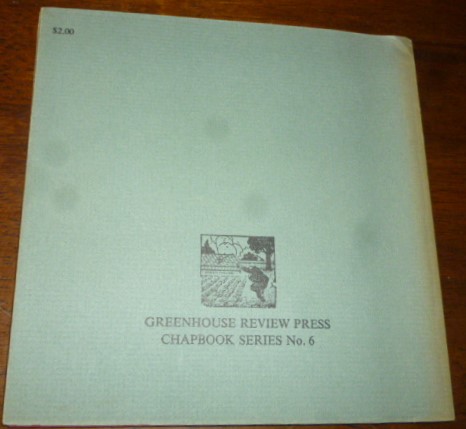 $2.00
GREENHOUSE REVIEW PRESS
CHAPBOOK SERIES No. 6